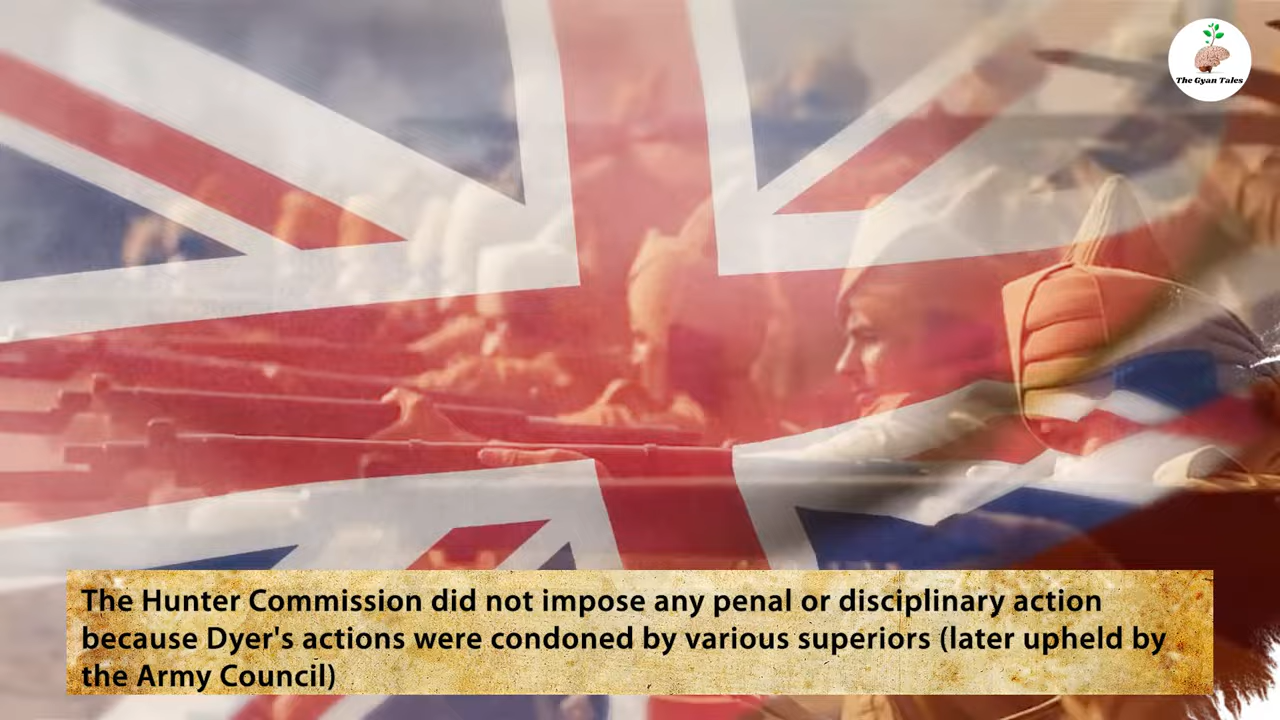 The Gyan Tales
The Hunter Commission did not impose any penal or disciplinary action
because Dyer's actions were condoned by various superiors (later upheld by
the Army Council)